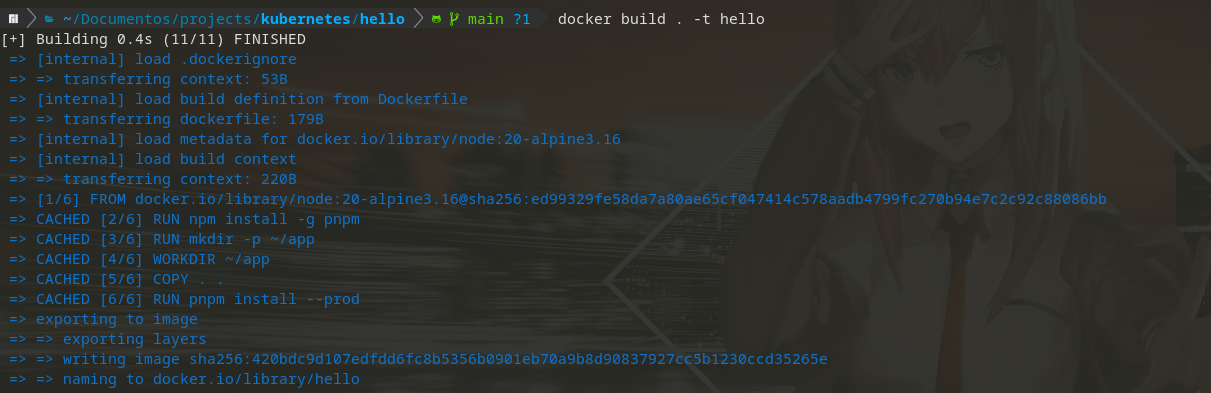 ~/Documentos/projects/kubernetes/hello main ?1 docker build . -t hello
[+] Building 0.4s (11/11) FINISHED
=> [internal] load .dockerignore
=> => transferring context: 53B
=> [internal] load build definition from Dockerfile
=> => transferring dockerfile: 179B
=> [internal] load metadata for docker.io/library/node:20-alpine3.16
=> [internal] load build context
=> => transferring context: 220B
=> [1/6] FROM docker.io/library/node:20-alpine3.16@sha256:ed99329fe58da7a80ae65cf047414c578aadb4799fc270b94e7c2c92c88086bb
=> CACHED [2/6] RUN npm install -g pnpm
=> CACHED [3/6] RUN mkdir -p ~/app
=> CACHED [4/6] WORKDIR ~/app
=> CACHED [5/6] COPY . .
=> CACHED [6/6] RUN pnpm install --prod
=> exporting to image
=> => exporting layers
=> => writing image sha256:420bdc9d107edfdd6fc8b5356b0901eb70a9b8d90837927cc5b1230ccd35265e
=> => naming to docker.io/library/hello